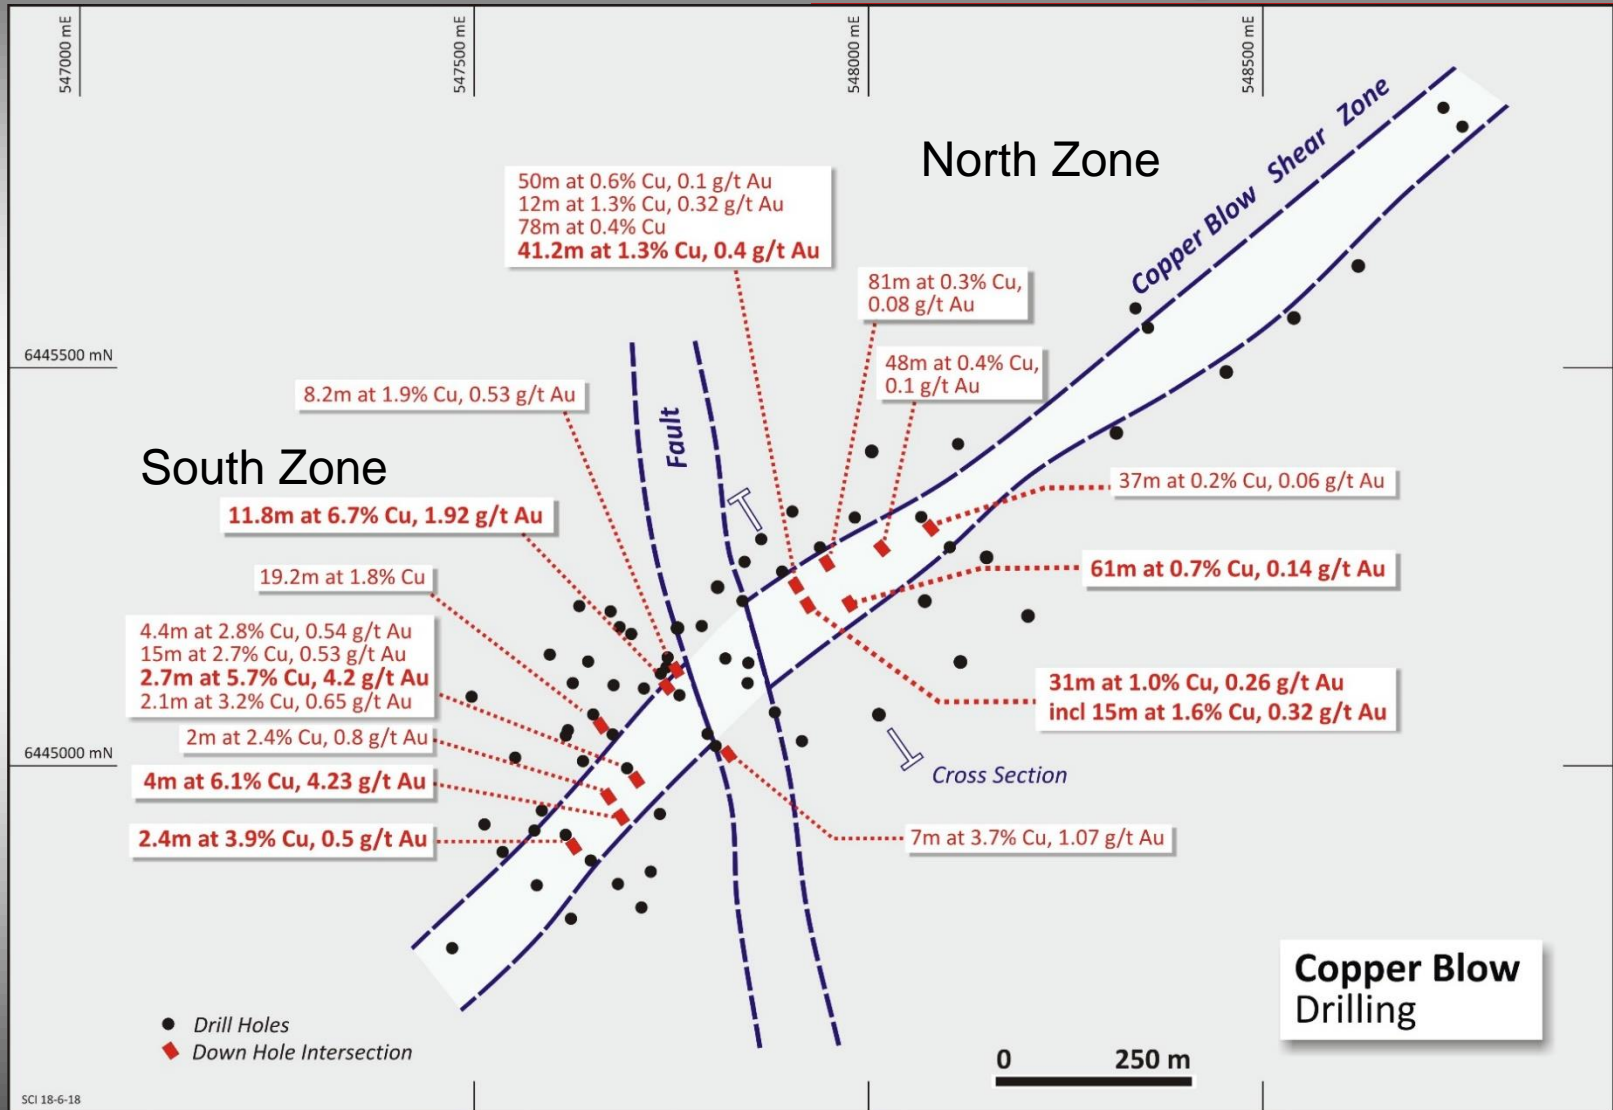 547000 mE
547500 mE
548000 mE
548500 mE
North Zone
Copper Blow Shear Zone
50m at 0.6% Cu, 0.1 g/t Au
12m at 1.3% Cu, 0.32 g/t Au
78m at 0.4% Cu
41.2m at 1.3% Cu, 0.4 g/t Au
81m at 0.3% Cu,
0.08 g/t Au
6445500 mN
48m at 0.4% Cu,
0.1 g/t Au
8.2m at 1.9% Cu, 0.53 g/t Au
Fault
South Zone
37m at 0.2% Cu, 0.06 g/t Au
11.8m at 6.7% Cu, 1.92 g/t Au
61m at 0.7% Cu, 0.14 g/t Au
19.2m at 1.8% Cu
4.4m at 2.8% Cu, 0.54 g/t Au
15m at 2.7% Cu, 0.53 g/t Au
2.7m at 5.7% Cu, 4.2 g/t Au
2.1m at 3.2% Cu, 0.65 g/t Au
31m at 1.0% Cu, 0.26 g/t Au
incl 15m at 1.6% Cu, 0.32 g/t Au
2m at 2.4% Cu, 0.8 g/t Au
6445000 mN
Cross Section
4m at 6.1% Cu, 4.23 g/t Au
2.4m at 3.9% Cu, 0.5 g/t Au
7m at 3.7% Cu, 1.07 g/t Au
Copper Blow
Drilling
Drill Holes
Down Hole Intersection
0 250 m
SCI 18-6-18